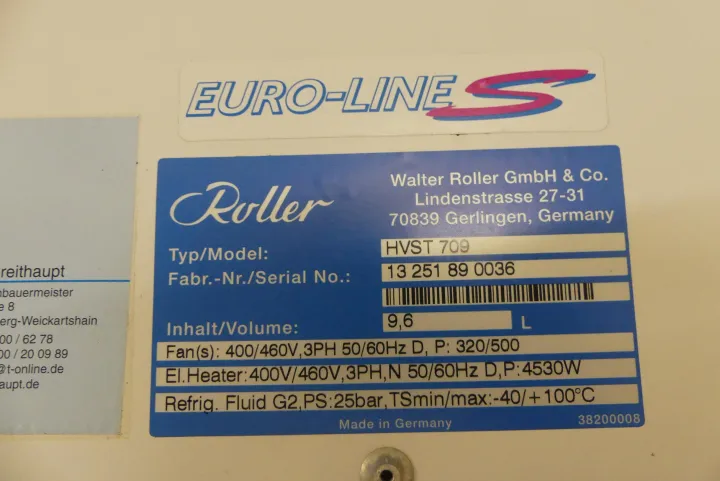 EURO-LINE S
Roller
Walter Roller GmbH & Co.
Lindenstrasse 27-31
70839 Gerlingen, Germany
Typ/Model: HVST 709
Fabr.-Nr./Serial No.: 13 251 89 0036
Inhalt/Volume: 9,6 L
Fan(s): 400/460V,3PH 50/60Hz D, P: 320/500
El.Heater:400V/460V,3PH,N 50/60Hz D,P:4530W
Refrig. Fluid G2,PS:25bar,TSmin/max:-40/+100°C
Made in Germany
38200008
reithaupt
nbauermeister
e 8
erg-Weickartshain
00 / 62 78
00 / 20 09 89
@t-online.de
haupt.de